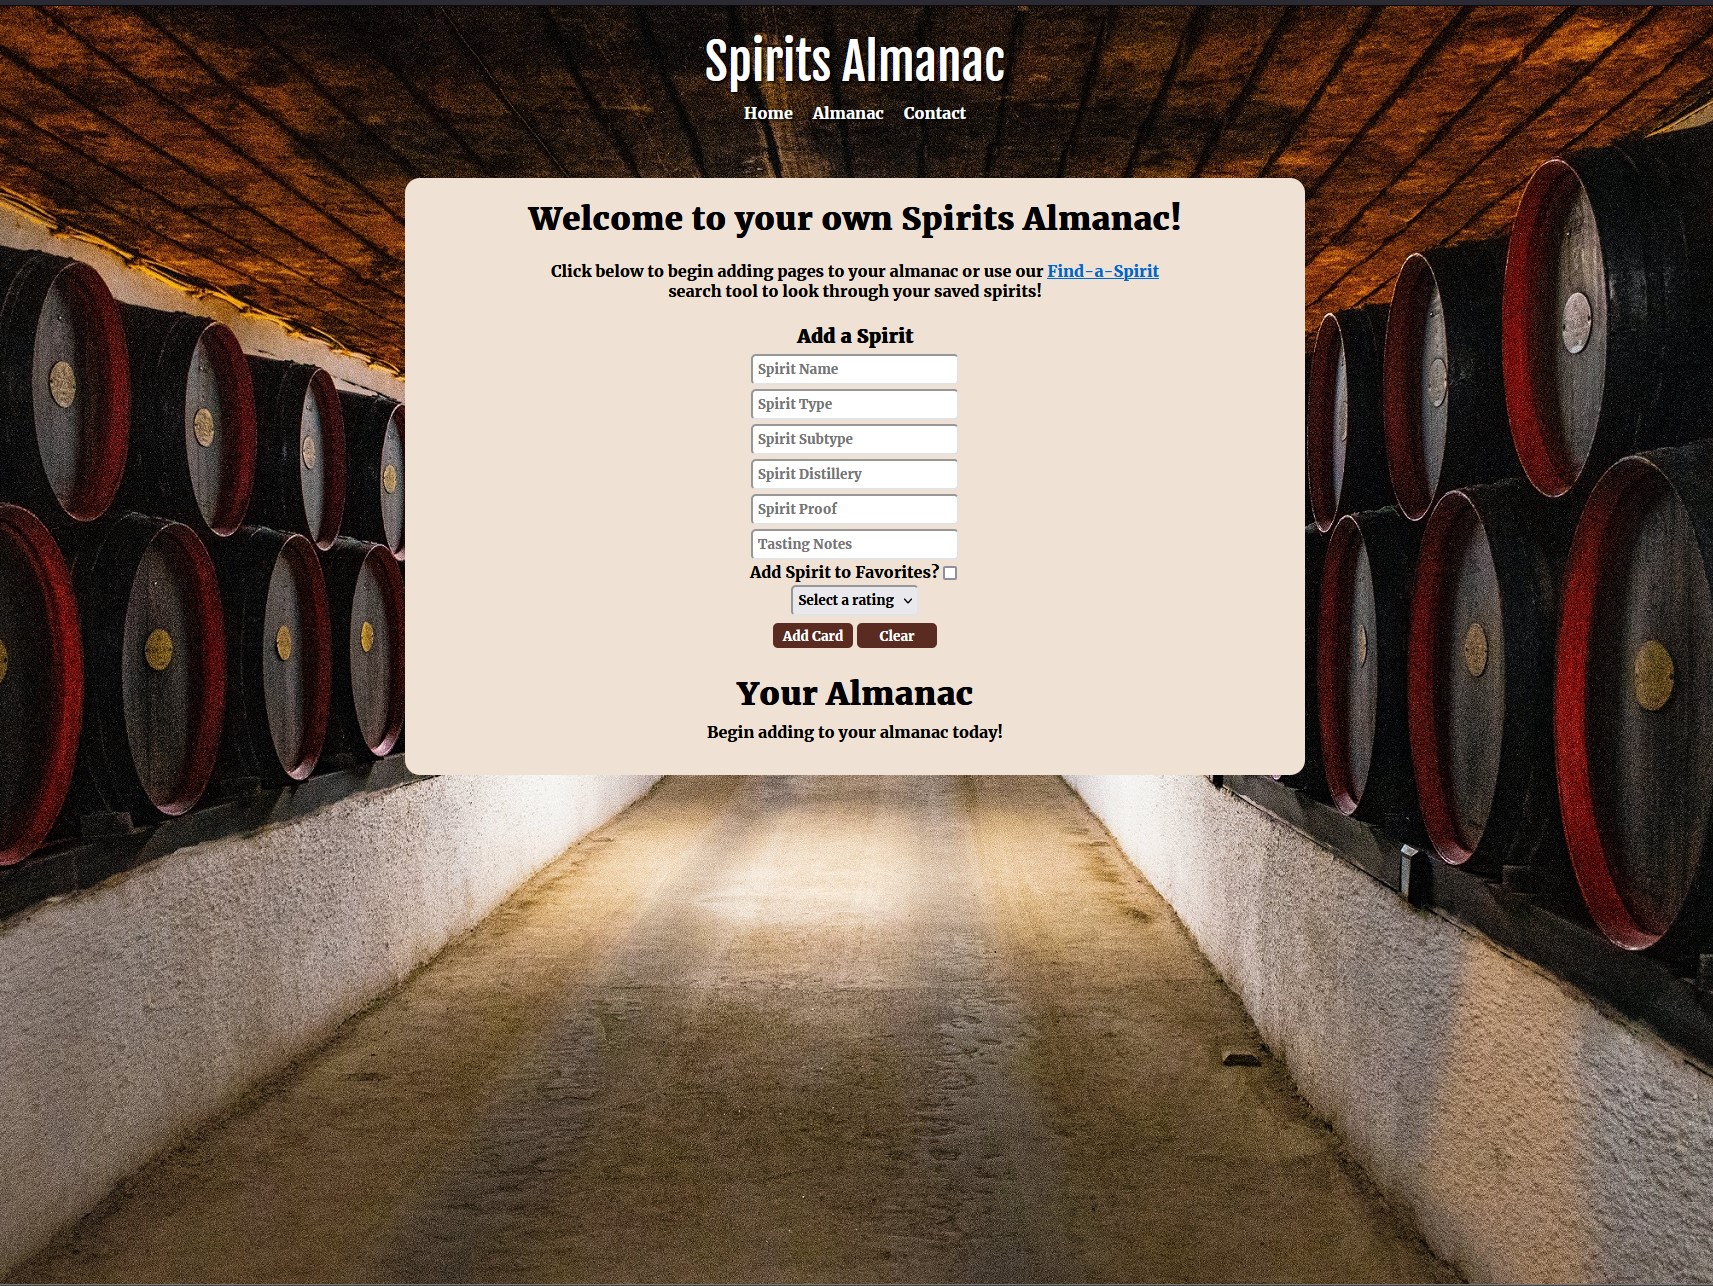 Spirits Almanac
Home Almanac Contact
Welcome to your own Spirits Almanac!
Click below to begin adding pages to your almanac or use our Find-a-Spirit
search tool to look through your saved spirits!
Add a Spirit
Spirit Name
Spirit Type
Spirit Subtype
Spirit Distillery
Spirit Proof
Tasting Notes
Add Spirit to Favorites?
Select a rating
Add Card Clear
Your Almanac
Begin adding to your almanac today!